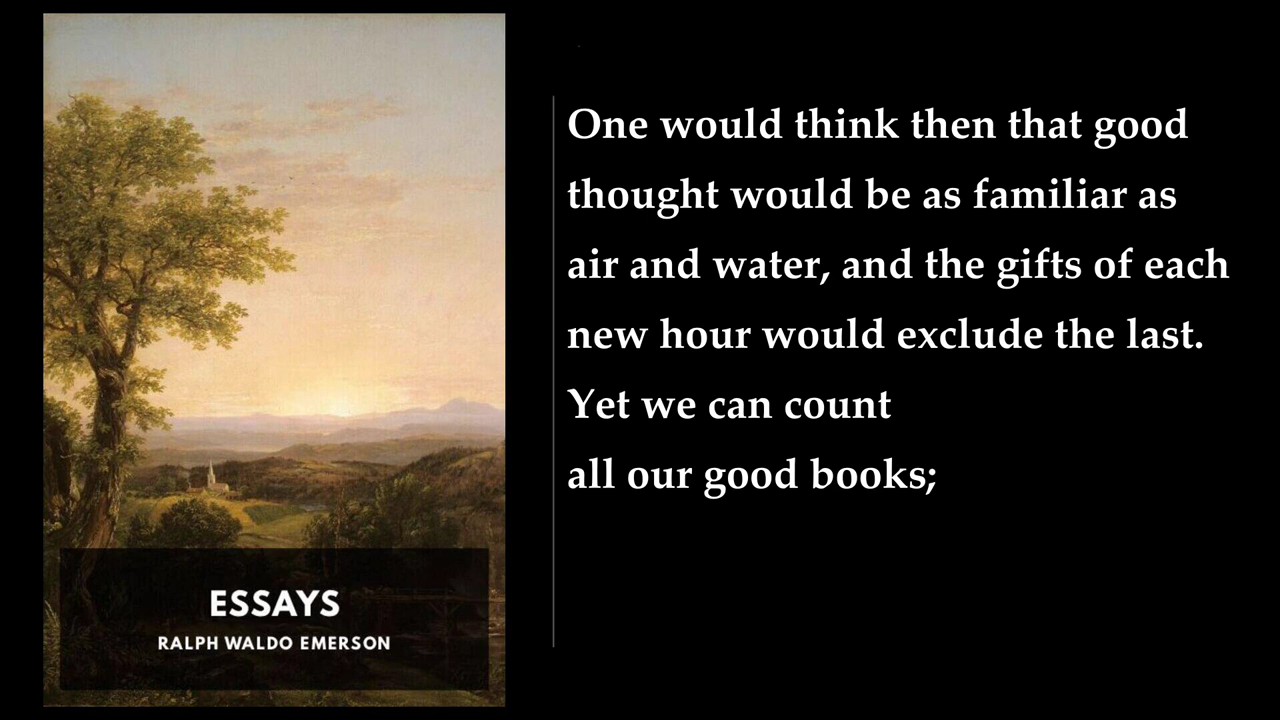 ESSAYS
RALPH WALDO EMERSON
One would think then that good
thought would be as familiar as
air and water, and the gifts of each
new hour would exclude the last.
Yet we can count
all our good books;